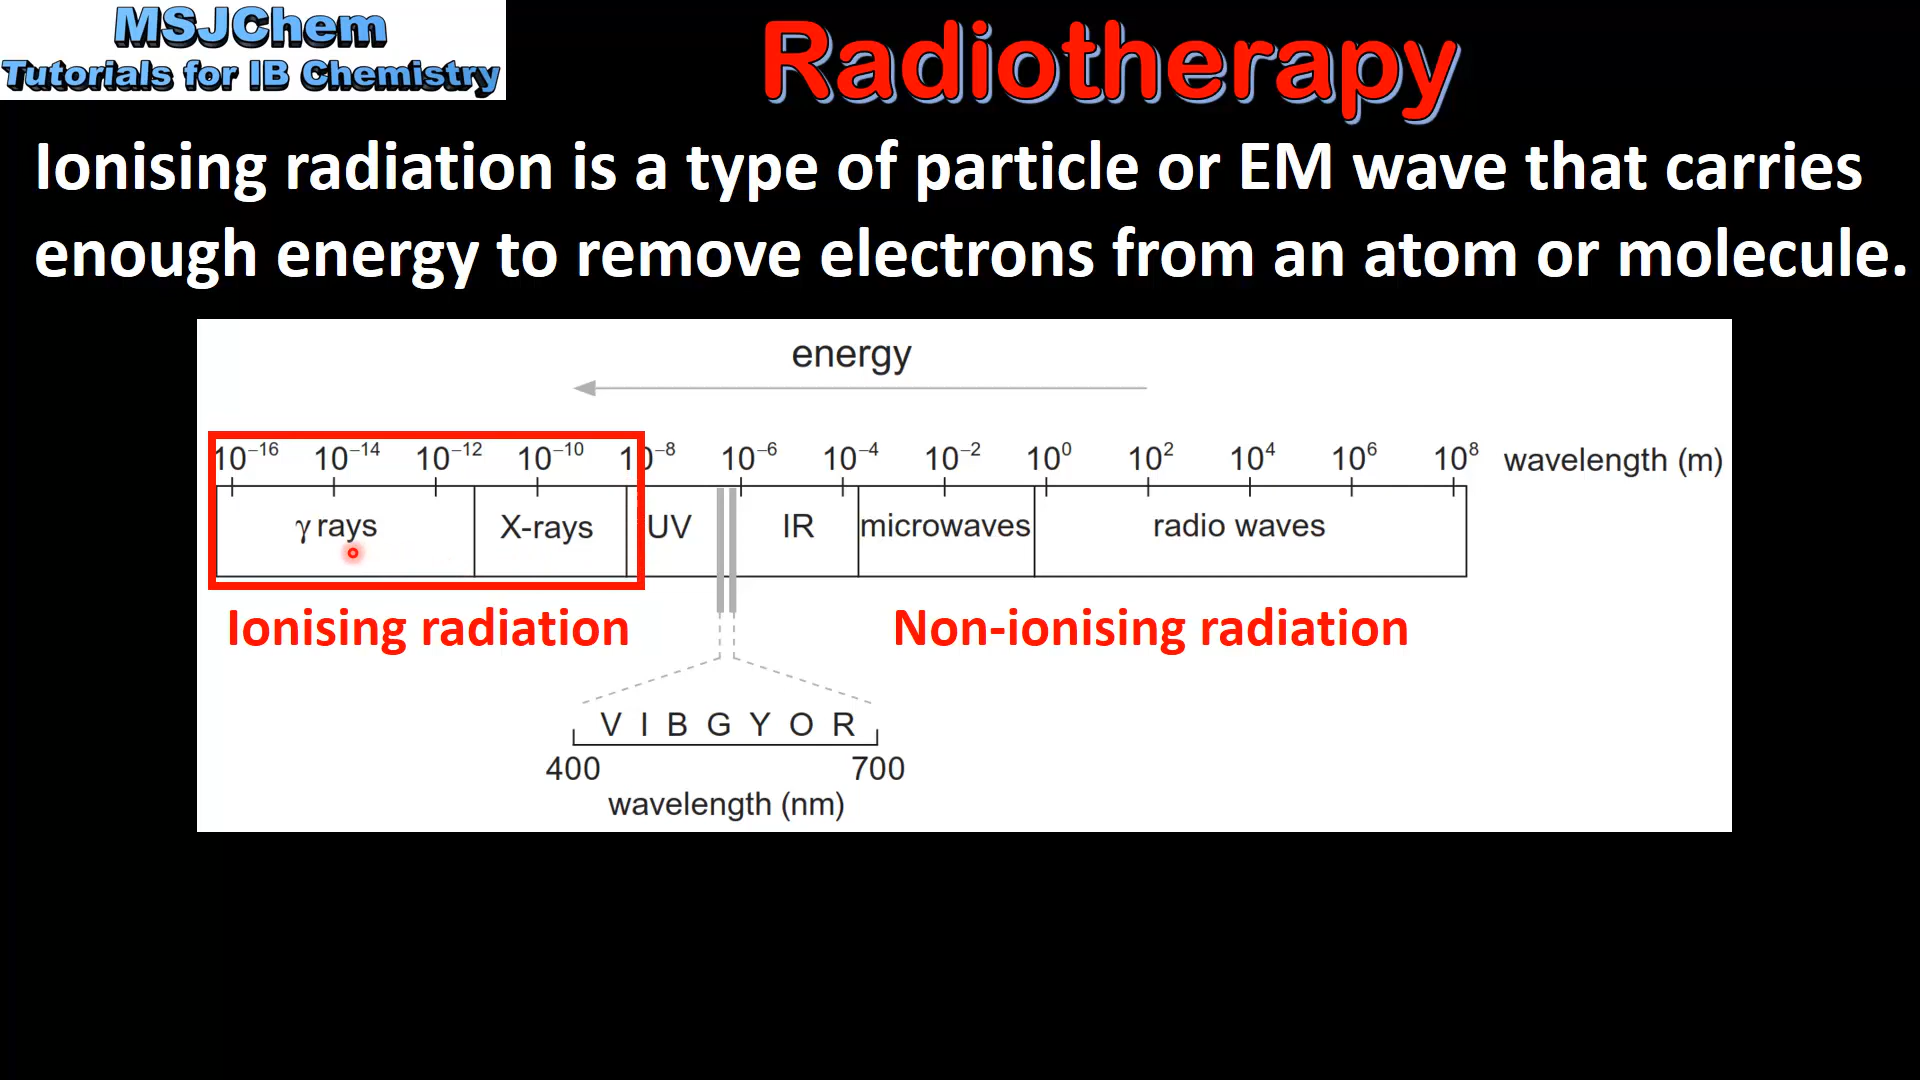 MSJChem
Tutorials for IB Chemistry
Radiotherapy
Ionising radiation is a type of particle or EM wave that carries
enough energy to remove electrons from an atom or molecule.
energy
10⁻¹⁶ 10⁻¹⁴ 10⁻¹² 10⁻¹⁰ 10⁻⁸ 10⁻⁶ 10⁻⁴ 10⁻² 10⁰ 10² 10⁴ 10⁶ 10⁸ wavelength (m)
γ rays X-rays UV IR microwaves radio waves
Ionising radiation Non-ionising radiation
V I B G Y O R
400 700
wavelength (nm)